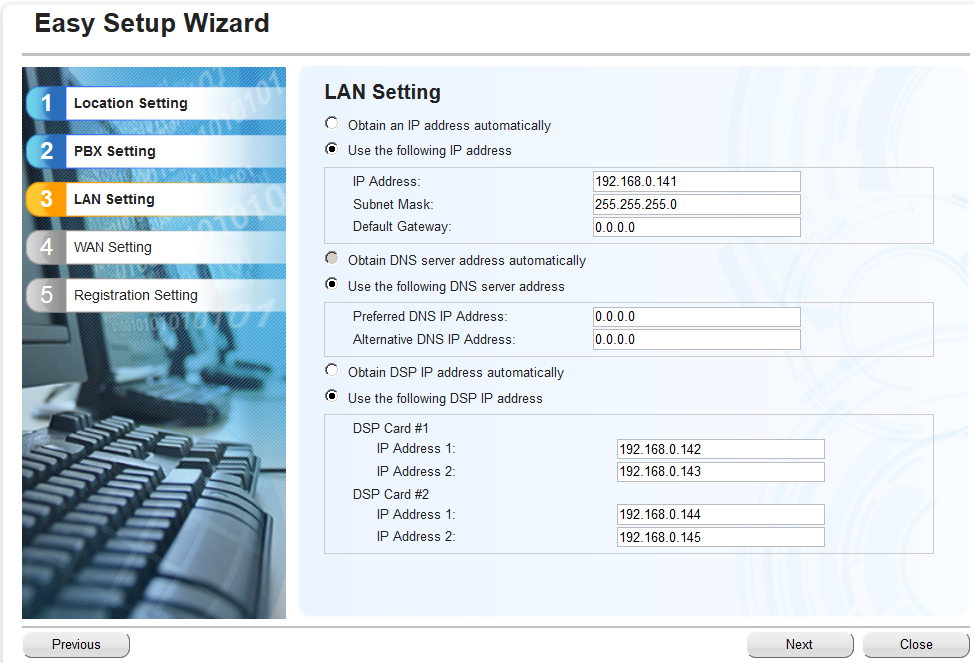 Easy Setup Wizard
1 Location Setting
2 PBX Setting
3 LAN Setting
4 WAN Setting
5 Registration Setting
LAN Setting
Obtain an IP address automatically
Use the following IP address
IP Address: 192.168.0.141
Subnet Mask: 255.255.255.0
Default Gateway: 0.0.0.0
Obtain DNS server address automatically
Use the following DNS server address
Preferred DNS IP Address: 0.0.0.0
Alternative DNS IP Address: 0.0.0.0
Obtain DSP IP address automatically
Use the following DSP IP address
DSP Card #1
IP Address 1: 192.168.0.142
IP Address 2: 192.168.0.143
DSP Card #2
IP Address 1: 192.168.0.144
IP Address 2: 192.168.0.145
Previous Next Close